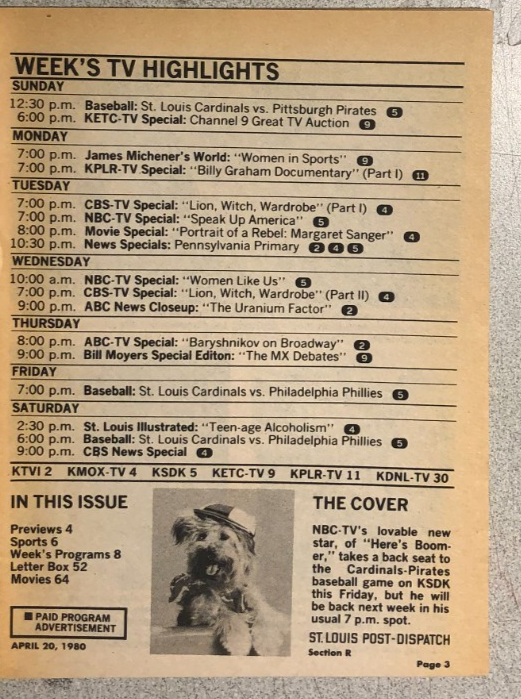 WEEK'S TV HIGHLIGHTS
SUNDAY
12:30 p.m. Baseball: St. Louis Cardinals vs. Pittsburgh Pirates 5
6:00 p.m. KETC-TV Special: Channel 9 Great TV Auction 9
MONDAY
7:00 p.m. James Michener's World: "Women in Sports" 9
7:00 p.m. KPLR-TV Special: "Billy Graham Documentary" (Part I) 11
TUESDAY
7:00 p.m. CBS-TV Special: "Lion, Witch, Wardrobe" (Part I) 4
7:00 p.m. NBC-TV Special: "Speak Up America" 5
8:00 p.m. Movie Special: "Portrait of a Rebel: Margaret Sanger" 4
10:30 p.m. News Specials: Pennsylvania Primary 2 4 5
WEDNESDAY
10:00 a.m. NBC-TV Special: "Women Like Us" 5
7:00 p.m. CBS-TV Special: "Lion, Witch, Wardrobe" (Part II) 4
9:00 p.m. ABC News Closeup: "The Uranium Factor" 2
THURSDAY
8:00 p.m. ABC-TV Special: "Baryshnikov on Broadway" 2
9:00 p.m. Bill Moyers Special Editon: "The MX Debates" 9
FRIDAY
7:00 p.m. Baseball: St. Louis Cardinals vs. Philadelphia Phillies 5
SATURDAY
2:30 p.m. St. Louis Illustrated: "Teen-age Alcoholism" 4
6:00 p.m. Baseball: St. Louis Cardinals vs. Philadelphia Phillies 5
9:00 p.m. CBS News Special 4
KTVI 2 KMOX-TV 4 KSDK 5 KETC-TV 9 KPLR-TV 11 KDNL-TV 30
IN THIS ISSUE
Previews 4
Sports 6
Week's Programs 8
Letter Box 52
Movies 64
PAID PROGRAM
ADVERTISEMENT
APRIL 20, 1980
THE COVER
NBC-TV's lovable new
star, of "Here's Boom-
er," takes a back seat to
the Cardinals-Pirates
baseball game on KSDK
this Friday, but he will
be back next week in his
usual 7 p.m. spot.
ST. LOUIS POST-DISPATCH
Section R
Page 3